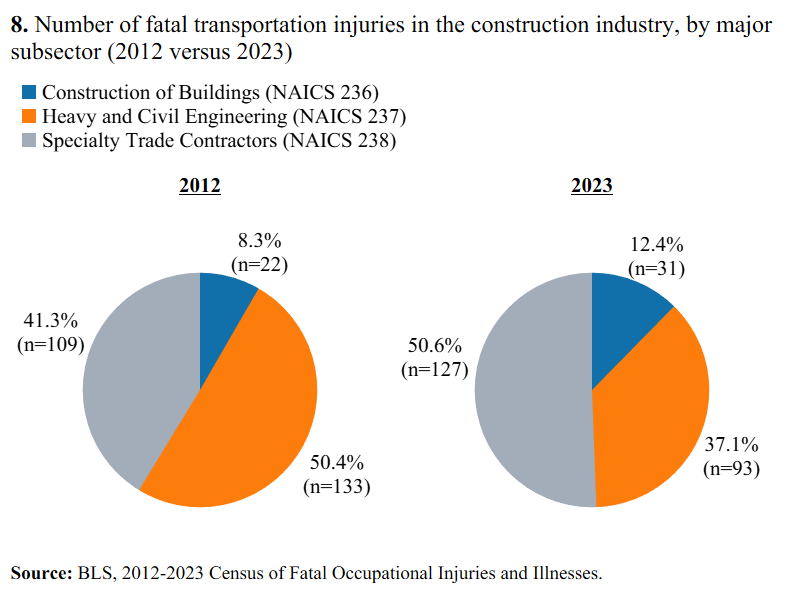 8. Number of fatal transportation injuries in the construction industry, by major
subsector (2012 versus 2023)
Construction of Buildings (NAICS 236)
Heavy and Civil Engineering (NAICS 237)
Specialty Trade Contractors (NAICS 238)
2012
8.3%
(n=22)
41.3%
(n=109)
50.4%
(n=133)
2023
12.4%
(n=31)
50.6%
(n=127)
37.1%
(n=93)
Source: BLS, 2012-2023 Census of Fatal Occupational Injuries and Illnesses.